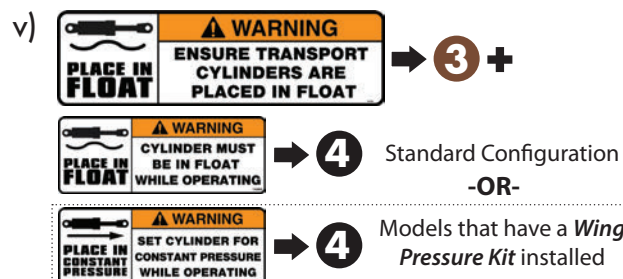 v)
PLACE IN
FLOAT
WARNING
ENSURE TRANSPORT
CYLINDERS ARE
PLACED IN FLOAT
3 +
PLACE IN
FLOAT
WARNING
CYLINDER MUST
BE IN FLOAT
WHILE OPERATING
4
Standard Configuration
-OR-
PLACE IN
CONSTANT
PRESSURE
WARNING
SET CYLINDER FOR
CONSTANT PRESSURE
WHILE OPERATING
4
Models that have a Wing
Pressure Kit installed